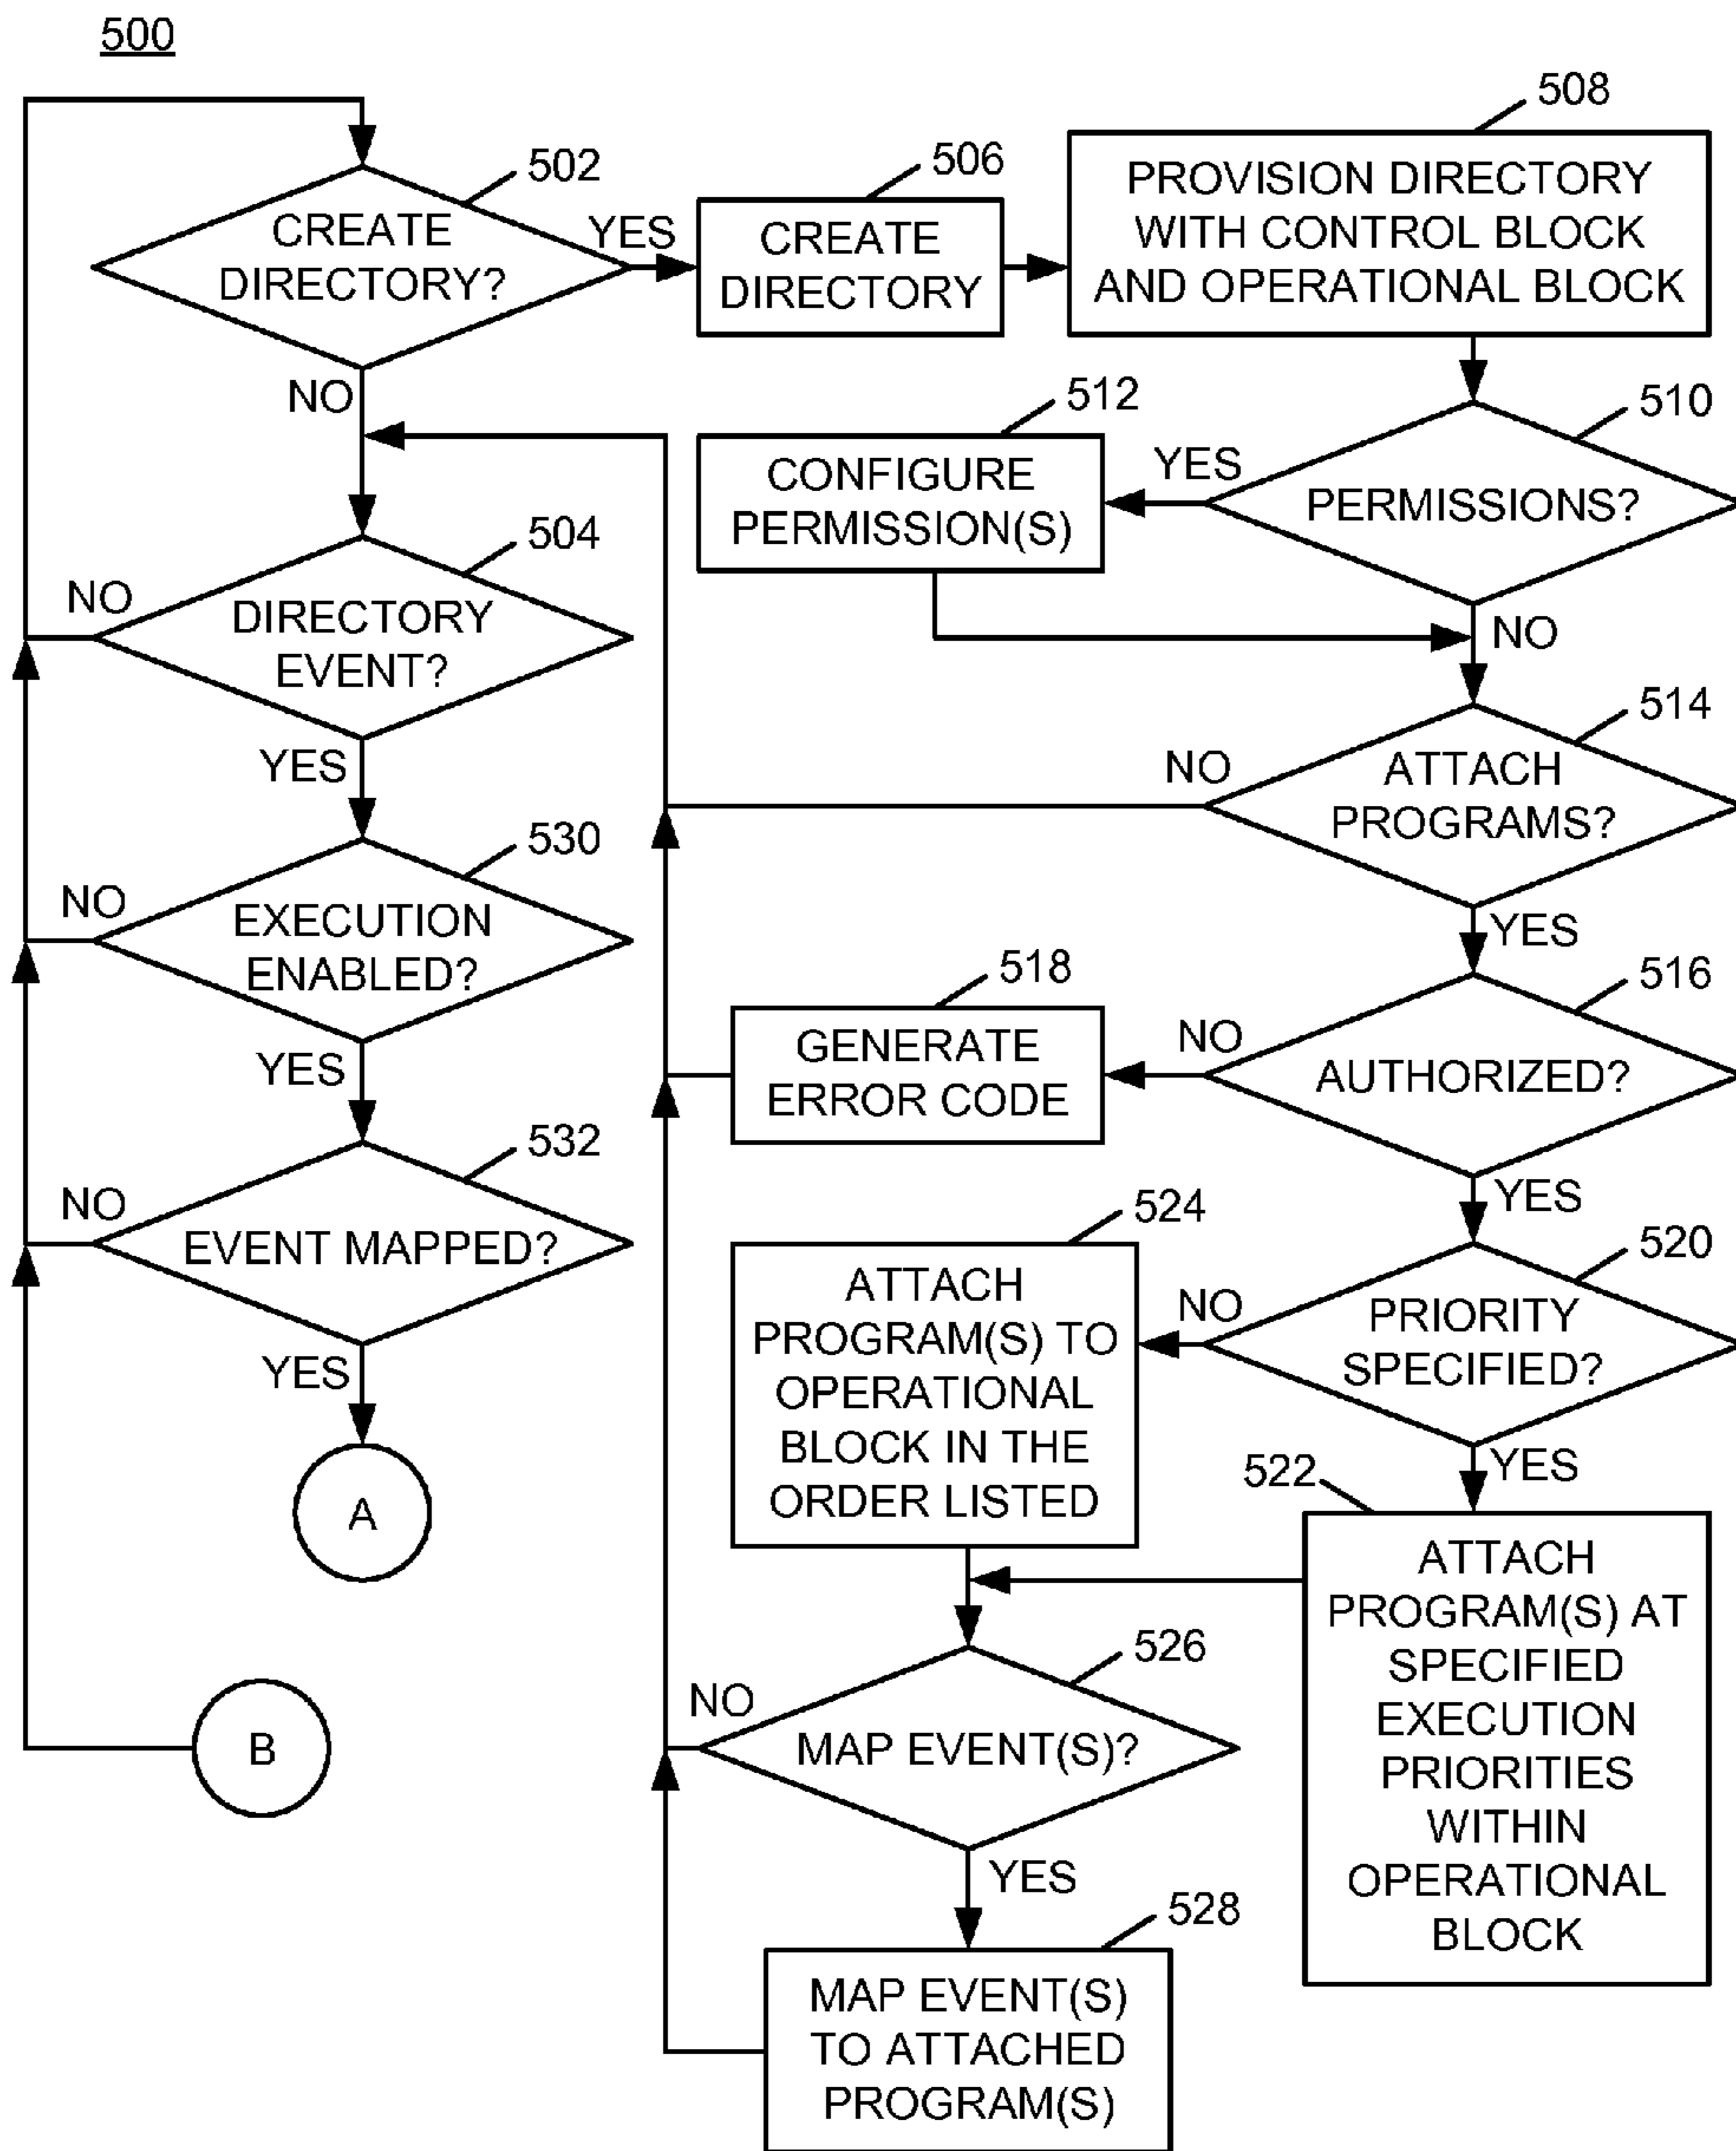 500
502
CREATE
DIRECTORY?
YES
NO
506
CREATE
DIRECTORY
508
PROVISION DIRECTORY
WITH CONTROL BLOCK
AND OPERATIONAL BLOCK
510
PERMISSIONS?
YES
NO
512
CONFIGURE
PERMISSION(S)
514
ATTACH
PROGRAMS?
NO
YES
516
AUTHORIZED?
NO
YES
518
GENERATE
ERROR CODE
520
PRIORITY
SPECIFIED?
NO
YES
524
ATTACH
PROGRAM(S) TO
OPERATIONAL
BLOCK IN THE
ORDER LISTED
522
ATTACH
PROGRAM(S) AT
SPECIFIED
EXECUTION
PRIORITIES
WITHIN
OPERATIONAL
BLOCK
526
MAP EVENT(S)?
NO
YES
528
MAP EVENT(S)
TO ATTACHED
PROGRAM(S)
504
DIRECTORY
EVENT?
NO
YES
530
EXECUTION
ENABLED?
NO
YES
532
EVENT MAPPED?
NO
YES
A
B